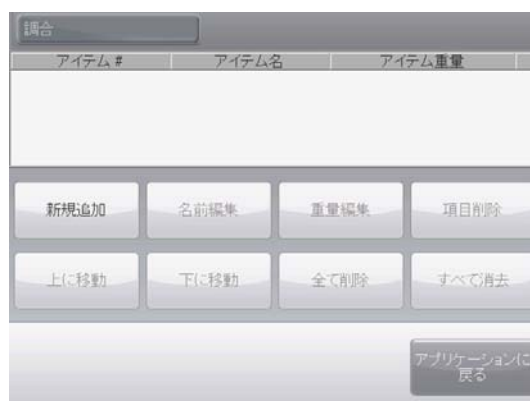 調合
アイテム # アイテム名 アイテム重量
新規追加 名前編集 重量編集 項目削除
上に移動 下に移動 全て削除 すべて消去
アプリケーションに
戻る